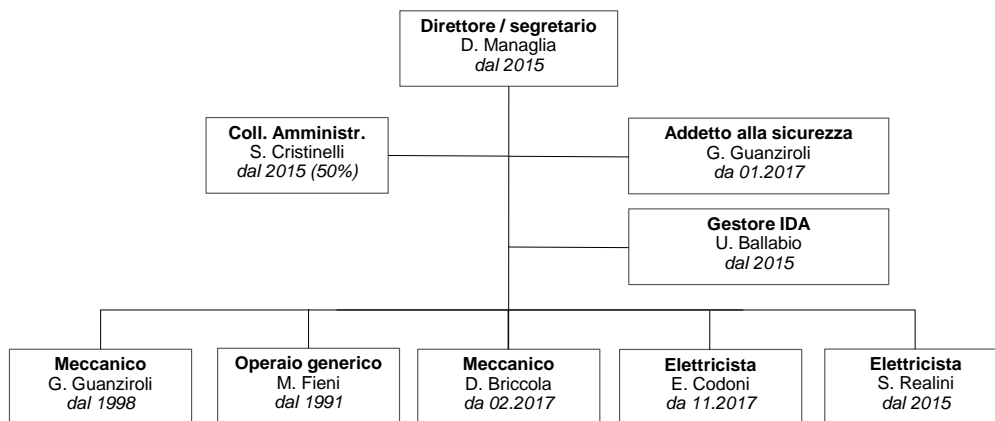 Direttore / segretario
D. Managlia
dal 2015
Coll. Amministr.
S. Cristinelli
dal 2015 (50%)
Addetto alla sicurezza
G. Guanziroli
da 01.2017
Gestore IDA
U. Ballabio
dal 2015
Meccanico
G. Guanziroli
dal 1998
Operaio generico
M. Fieni
dal 1991
Meccanico
D. Briccola
da 02.2017
Elettricista
E. Codoni
da 11.2017
Elettricista
S. Realini
dal 2015